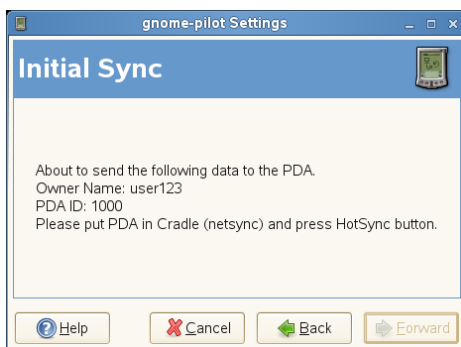 gnome-pilot Settings
Initial Sync
About to send the following data to the PDA.
Owner Name: user123
PDA ID: 1000
Please put PDA in Cradle (netsync) and press HotSync button.
Help Cancel Back Forward